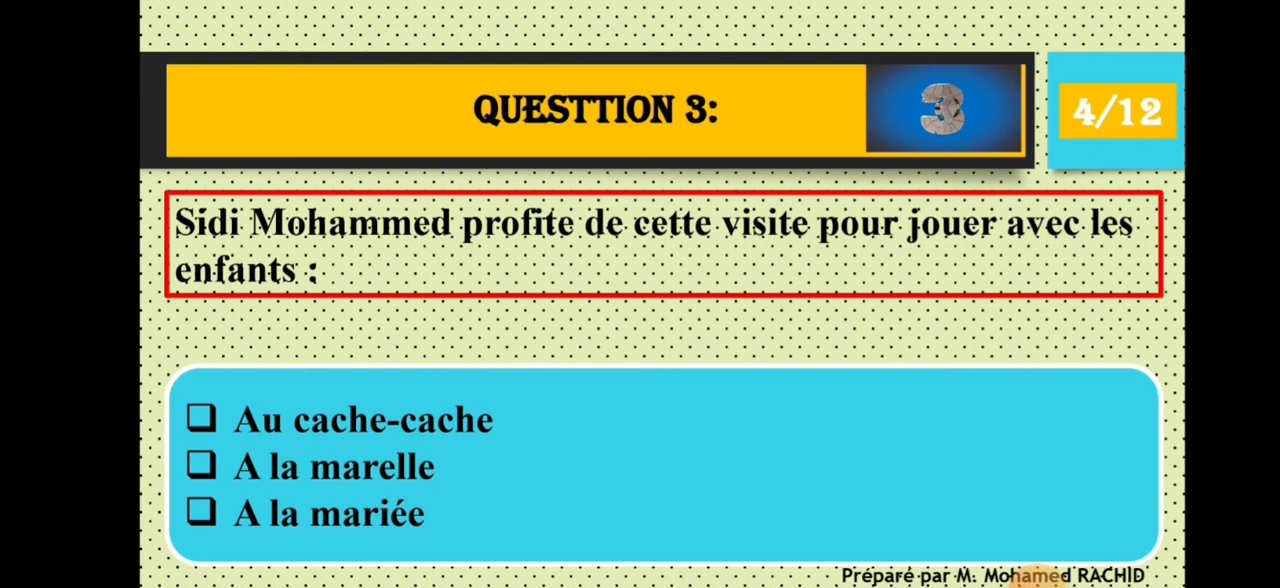 QUESTTION 3:
3
4/12
Sidi Mohammed profite de cette visite pour jouer avec les
enfants :
❑ Au cache-cache
❑ A la marelle
❑ A la mariée
Préparé par M. Mohamed RACHID